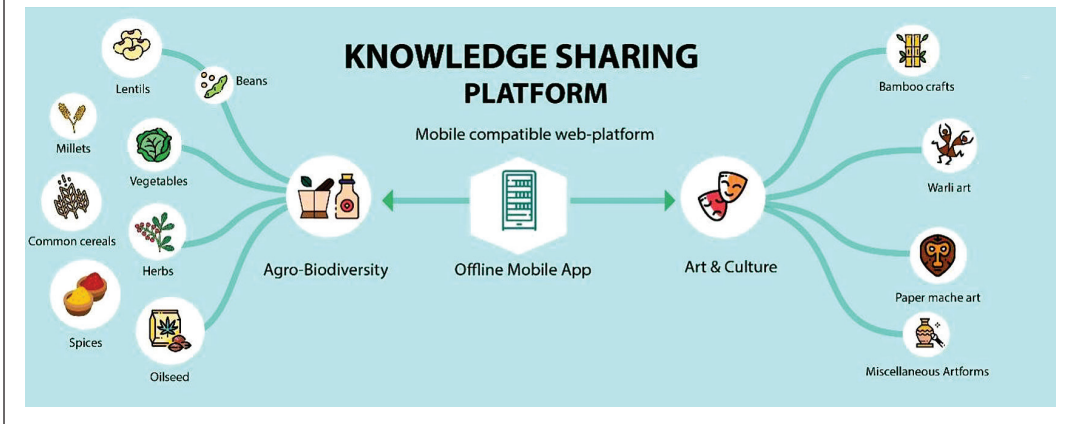 KNOWLEDGE SHARING
PLATFORM
Mobile compatible web-platform
Lentils
Beans
Millets
Vegetables
Common cereals
Herbs
Spices
Oilseed
Agro-Biodiversity
Offline Mobile App
Art & Culture
Bamboo crafts
Warli art
Paper mache art
Miscellaneous Artforms